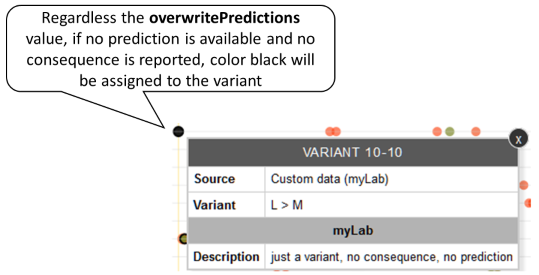 Regardless the overwritePredictions
value, if no prediction is available and no
consequence is reported, color black will
be assigned to the variant
X
VARIANT 10-10
Source Custom data (myLab)
Variant L > M
myLab
Description just a variant, no consequence, no prediction